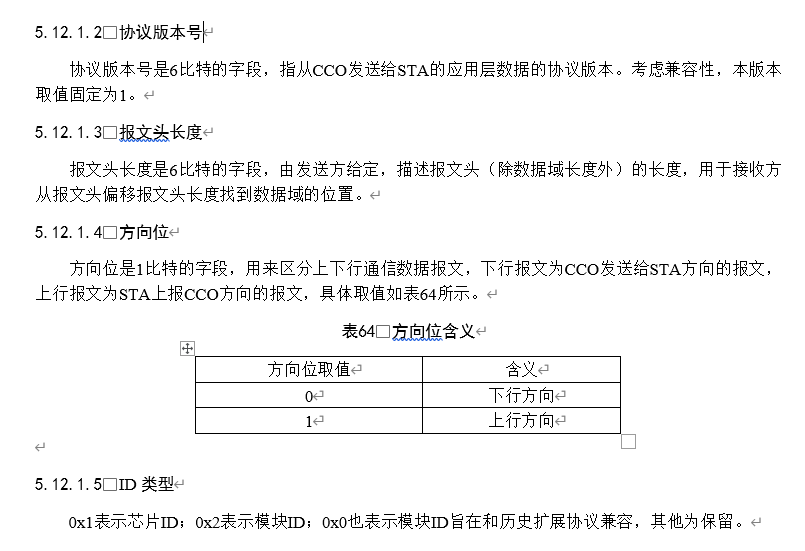 5.12.1.2 协议版本号
协议版本号是6比特的字段，指从CCO发送给STA的应用层数据的协议版本。考虑兼容性，本版本
取值固定为1。
5.12.1.3 报文头长度
报文头长度是6比特的字段，由发送方给定，描述报文头（除数据域长度外）的长度，用于接收方
从报文头偏移报文头长度找到数据域的位置。
5.12.1.4 方向位
方向位是1比特的字段，用来区分上下行通信数据报文，下行报文为CCO发送给STA方向的报文，
上行报文为STA上报CCO方向的报文，具体取值如表64所示。
表64 方向位含义
方向位取值 含义
0 下行方向
1 上行方向
5.12.1.5 ID 类型
0x1表示芯片ID；0x2表示模块ID；0x0也表示模块ID旨在和历史扩展协议兼容，其他为保留。